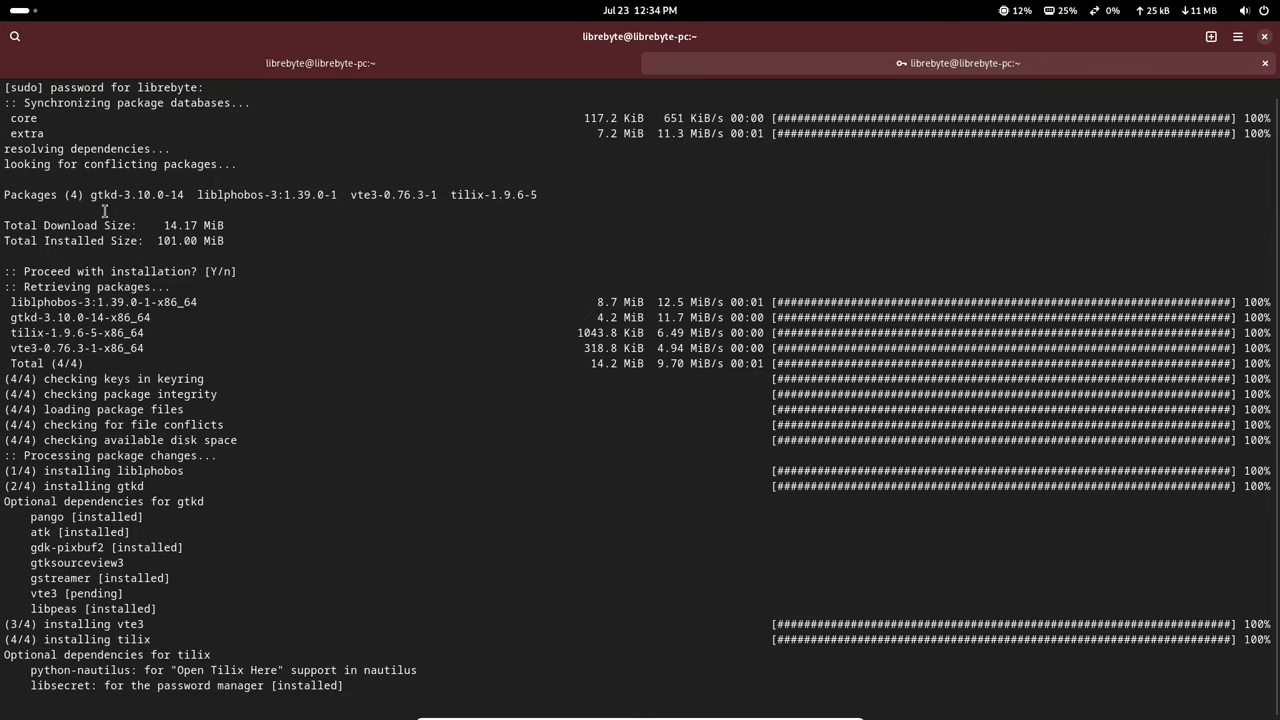 Jul 23 12:34 PM
12% 25% 0% 25 kB 11 MB
librebyte@librebyte-pc:~
librebyte@librebyte-pc:~ librebyte@librebyte-pc:~
[sudo] password for librebyte:
:: Synchronizing package databases...
core 117.2 KiB 651 KiB/s 00:00 [######################################################################] 100%
extra 7.2 MiB 11.3 MiB/s 00:01 [######################################################################] 100%
resolving dependencies...
looking for conflicting packages...
Packages (4) gtkd-3.10.0-14 liblphobos-3:1.39.0-1 vte3-0.76.3-1 tilix-1.9.6-5
Total Download Size: 14.17 MiB
Total Installed Size: 101.00 MiB
:: Proceed with installation? [Y/n]
:: Retrieving packages...
liblphobos-3:1.39.0-1-x86_64 8.7 MiB 12.5 MiB/s 00:01 [######################################################################] 100%
gtkd-3.10.0-14-x86_64 4.2 MiB 11.7 MiB/s 00:00 [######################################################################] 100%
tilix-1.9.6-5-x86_64 1043.8 KiB 6.49 MiB/s 00:00 [######################################################################] 100%
vte3-0.76.3-1-x86_64 318.8 KiB 4.94 MiB/s 00:00 [######################################################################] 100%
Total (4/4) 14.2 MiB 9.70 MiB/s 00:01 [######################################################################] 100%
(4/4) checking keys in keyring [######################################################################] 100%
(4/4) checking package integrity [######################################################################] 100%
(4/4) loading package files [######################################################################] 100%
(4/4) checking for file conflicts [######################################################################] 100%
(4/4) checking available disk space [######################################################################] 100%
:: Processing package changes...
(1/4) installing liblphobos [######################################################################] 100%
(2/4) installing gtkd [######################################################################] 100%
Optional dependencies for gtkd
pango [installed]
atk [installed]
gdk-pixbuf2 [installed]
gtksourceview3
gstreamer [installed]
vte3 [pending]
libpeas [installed]
(3/4) installing vte3 [######################################################################] 100%
(4/4) installing tilix [######################################################################] 100%
Optional dependencies for tilix
python-nautilus: for "Open Tilix Here" support in nautilus
libsecret: for the password manager [installed]